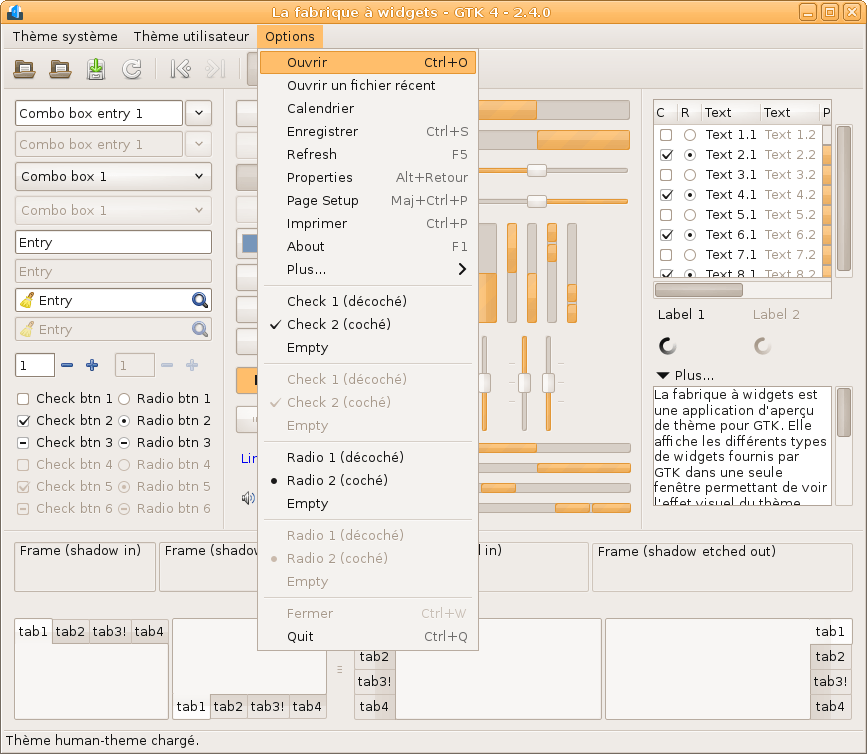 La fabrique à widgets - GTK 4 - 2.4.0
Thème système Thème utilisateur Options
Ouvrir Ctrl+O
Ouvrir un fichier récent
Calendrier
Enregistrer Ctrl+S
Refresh F5
Properties Alt+Retour
Page Setup Maj+Ctrl+P
Imprimer Ctrl+P
About F1
Plus...
Check 1 (décoché)
Check 2 (coché)
Empty
Check 1 (décoché)
Check 2 (coché)
Empty
Radio 1 (décoché)
Radio 2 (coché)
Empty
Radio 1 (décoché)
Radio 2 (coché)
Empty
Fermer Ctrl+W
Quit Ctrl+Q
Combo box entry 1
Combo box entry 1
Combo box 1
Combo box 1
Entry
Entry
Entry
Entry
1 1
Check btn 1 Radio btn 1
Check btn 2 Radio btn 2
Check btn 3 Radio btn 3
Check btn 4 Radio btn 4
Check btn 5 Radio btn 5
Check btn 6 Radio btn 6
C R Text Text P
Text 1.1 Text 1.2
Text 2.1 Text 2.2
Text 3.1 Text 3.2
Text 4.1 Text 4.2
Text 5.1 Text 5.2
Text 6.1 Text 6.2
Text 7.1 Text 7.2
Text 8.1 Text 8.2
Label 1 Label 2
Plus...
La fabrique à widgets est
une application d'aperçu
de thème pour GTK. Elle
affiche les différents types
de widgets fournis par
GTK dans une seule
fenêtre permettant de voir
l'effet visuel du thème
Frame (shadow in) Frame (shadow in) Frame (shadow etched out)
tab1 tab2 tab3! tab4
tab1 tab2 tab3! tab4
tab2
tab3!
tab4
tab1
tab2
tab3!
tab4
Thème human-theme chargé.